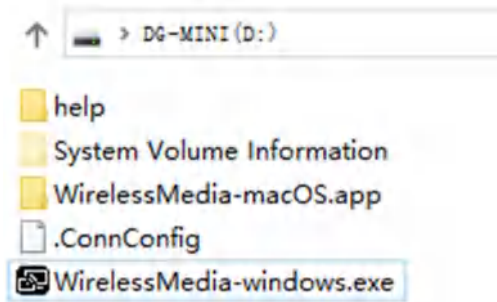 > DG-MINI(D:)
help
System Volume Information
WirelessMedia-macOS.app
.ConnConfig
WirelessMedia-windows.exe